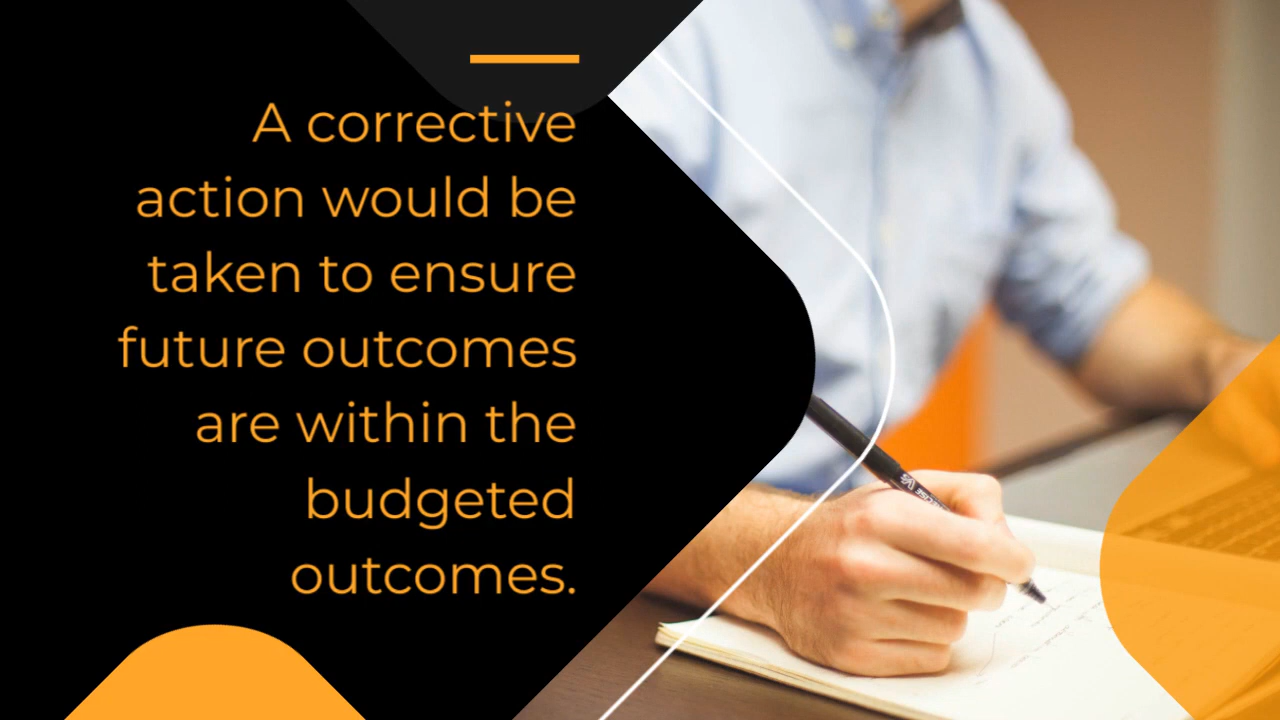 A corrective
action would be
taken to ensure
future outcomes
are within the
budgeted
outcomes.